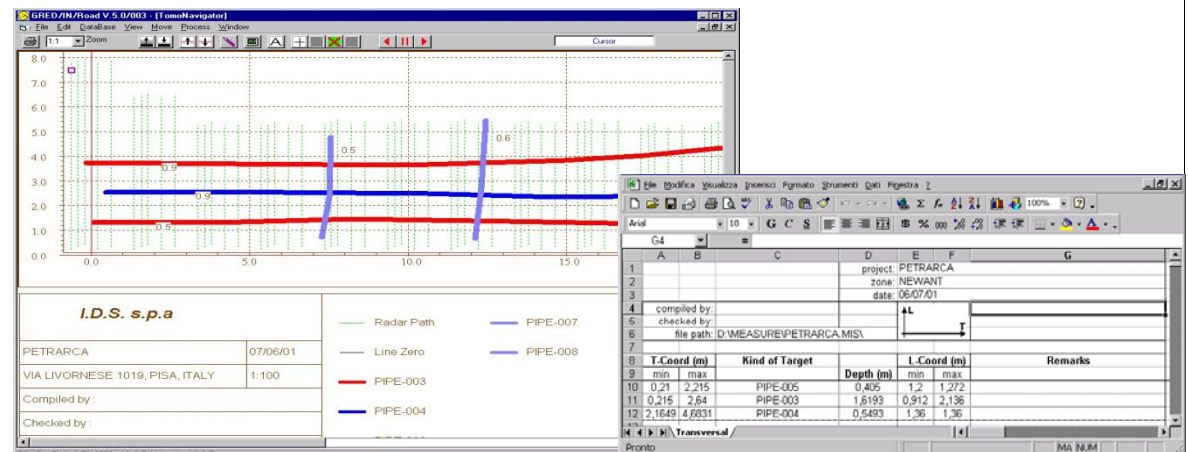 GRED/IN/Road V.5.0/003 - [TomoNavigator]
File Edit DataBase View Move Process Window
1:1 Zoom A Cursor
8.0
7.0
6.0
5.0
4.0
3.0
2.0
1.0
0.0
0.9
0.9
0.5
0.5
0.6
0.0 5.0 10.0 15.0
I.D.S. s.p.a
PETRARCA 07/06/01
VIA LIVORNESE 1019, PISA, ITALY 1:100
Compiled by :
Checked by :
Radar Path PIPE-007
Line Zero PIPE-008
PIPE-003
PIPE-004
File Modifica Visualizza Inserisci Formato Strumenti Dati Finestra ?
100%
Arial 10 G C S
G4 =
A B C D E F G
1 project: PETRARCA
2 zone: NEWANT
3 date: 06/07/01
4 compiled by: L
5 checked by: T
6 file path: D:\MEASURE\PETRARCA.MIS\
7
8 T-Coord (m) Kind of Target L-Coord (m) Remarks
9 min max Depth (m) min max
10 0,21 2,215 PIPE-005 0,405 1,2 1,272
11 0,215 2,64 PIPE-003 1,6193 0,912 2,136
12 2,1649 4,6831 PIPE-004 0,5493 1,36 1,36
Transversal
Pronto MA NUM